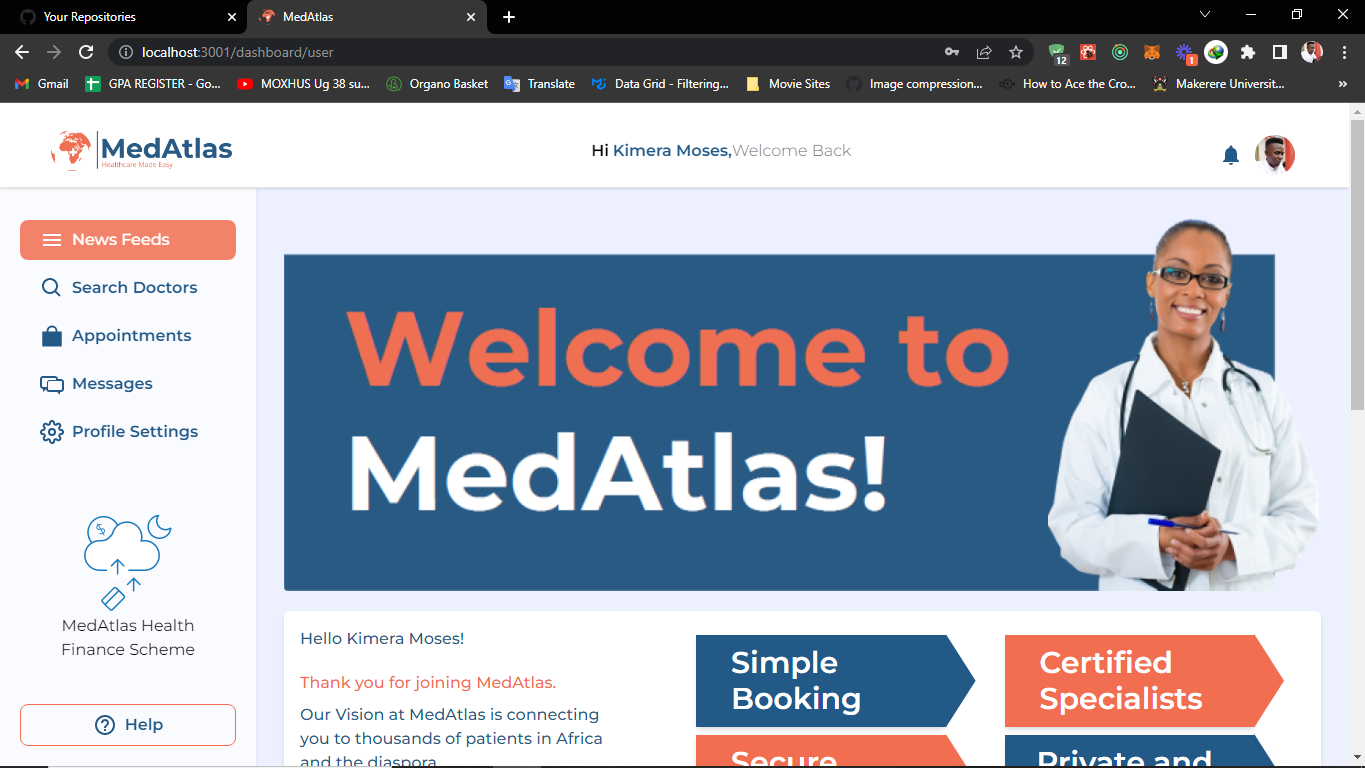 Your Repositories
MedAtlas
localhost:3001/dashboard/user
12
1
Gmail
GPA REGISTER - Go...
MOXHUS Ug 38 su...
Organo Basket
Translate
Data Grid - Filtering...
Movie Sites
Image compression...
How to Ace the Cro...
Makerere Universit...
»
MedAtlas
Healthcare Made Easy
Hi Kimera Moses,Welcome Back
News Feeds
Search Doctors
Appointments
Messages
Profile Settings
$
MedAtlas Health
Finance Scheme
? Help
Welcome to
MedAtlas!
Hello Kimera Moses!
Thank you for joining MedAtlas.
Our Vision at MedAtlas is connecting
you to thousands of patients in Africa
and the diaspora
Simple
Booking
Certified
Specialists
Secure
Private and